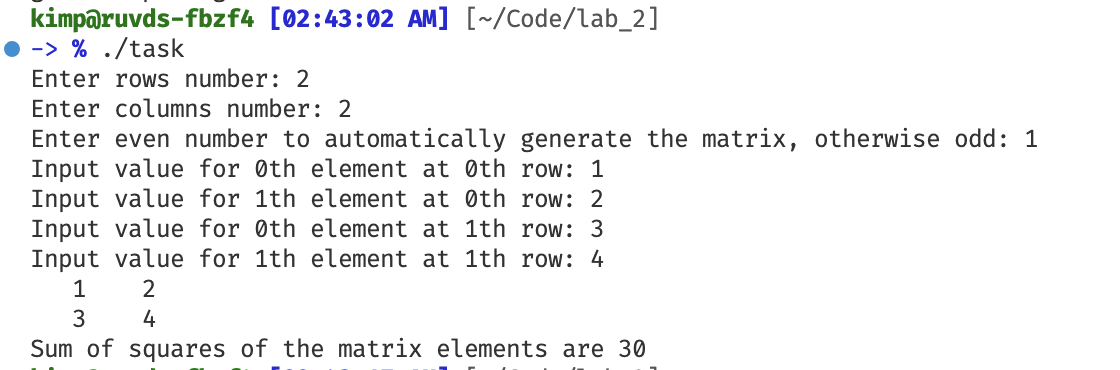 kimp@ruvds-fbzf4 [02:43:02 AM] [~/Code/lab_2]
-> % ./task
Enter rows number: 2
Enter columns number: 2
Enter even number to automatically generate the matrix, otherwise odd: 1
Input value for 0th element at 0th row: 1
Input value for 1th element at 0th row: 2
Input value for 0th element at 1th row: 3
Input value for 1th element at 1th row: 4
   1    2
   3    4
Sum of squares of the matrix elements are 30